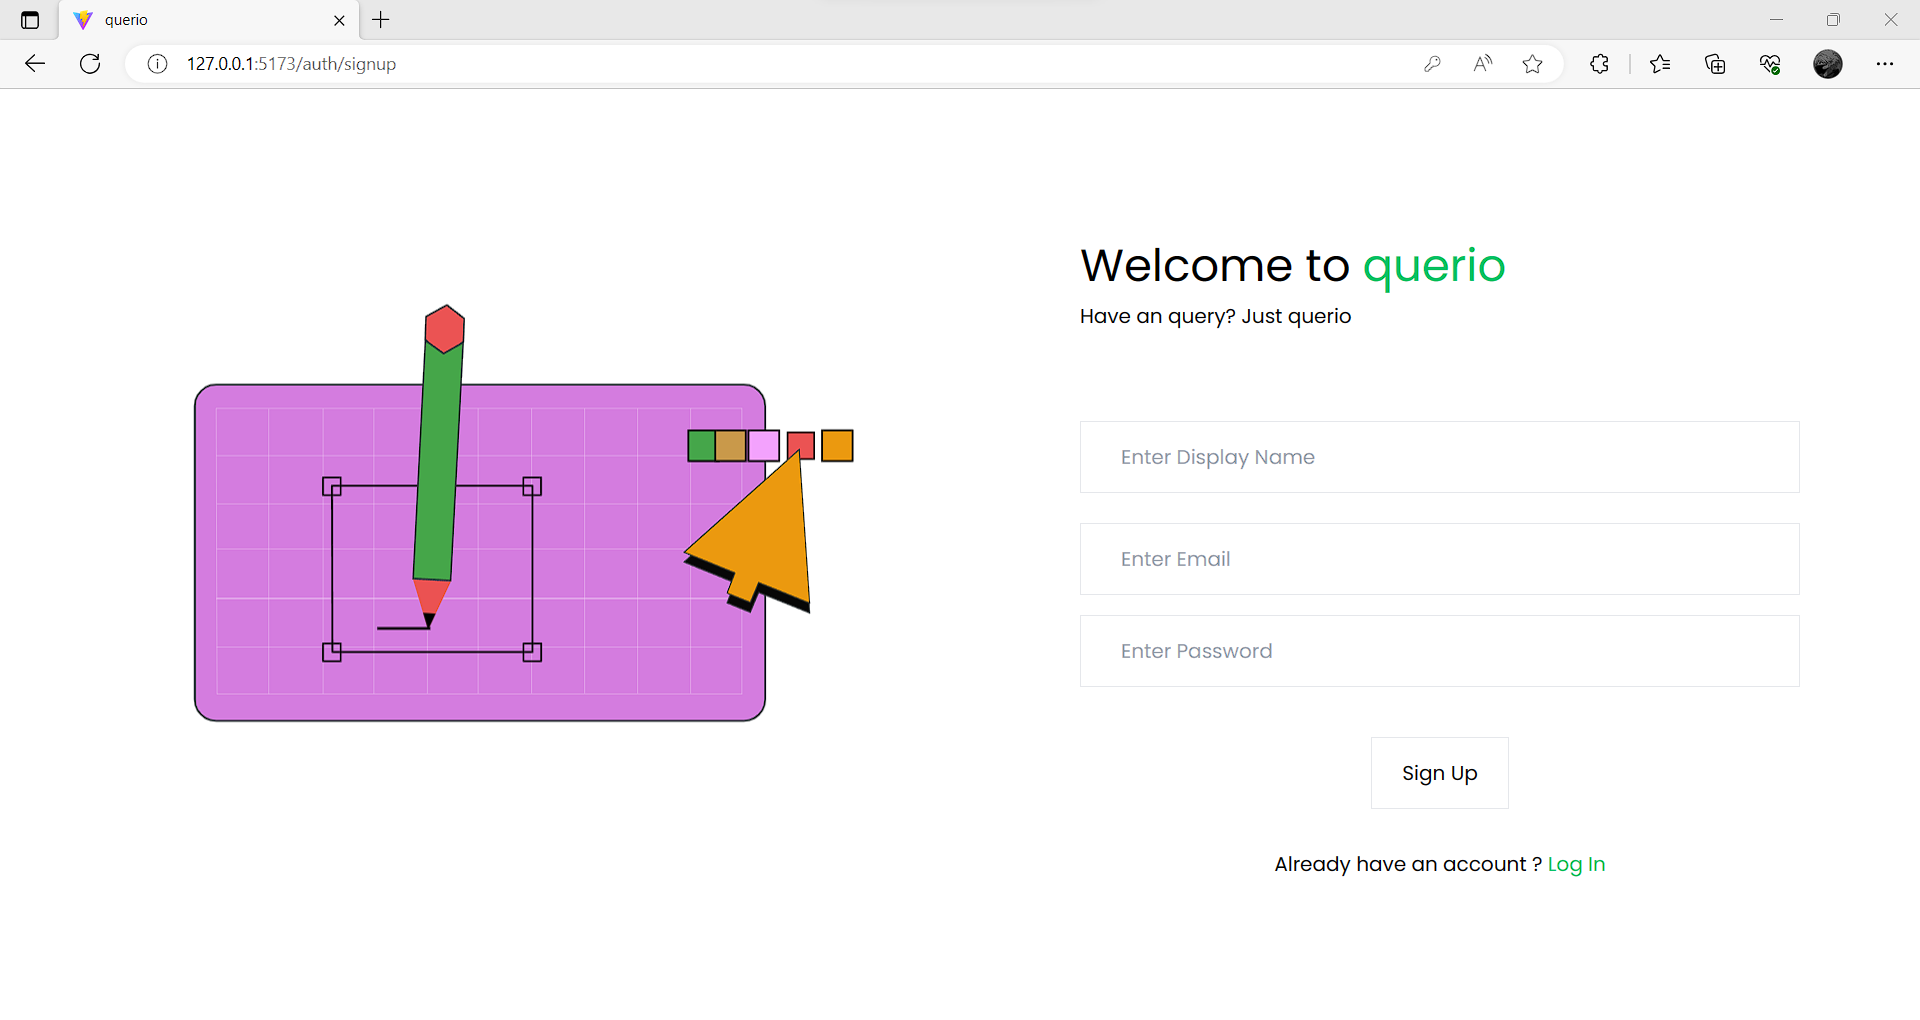 querio
127.0.0.1:5173/auth/signup
Welcome to querio
Have an query? Just querio
Enter Display Name
Enter Email
Enter Password
Sign Up
Already have an account ? Log In